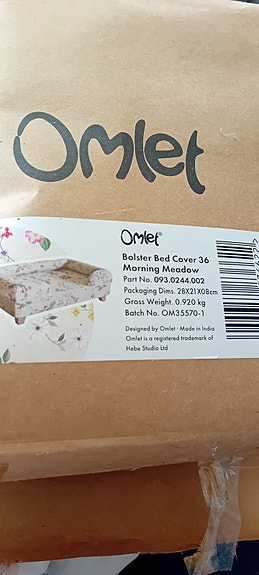 Omlet
Omlet®
Bolster Bed Cover 36
Morning Meadow
Part No. 093.0244.002
Packaging Dims. 28X21X08cm
Gross Weight. 0.920 kg
Batch No. OM35570-1
Designed by Omlet · Made in India
Omlet is a registered trademark of
Hebe Studio Ltd